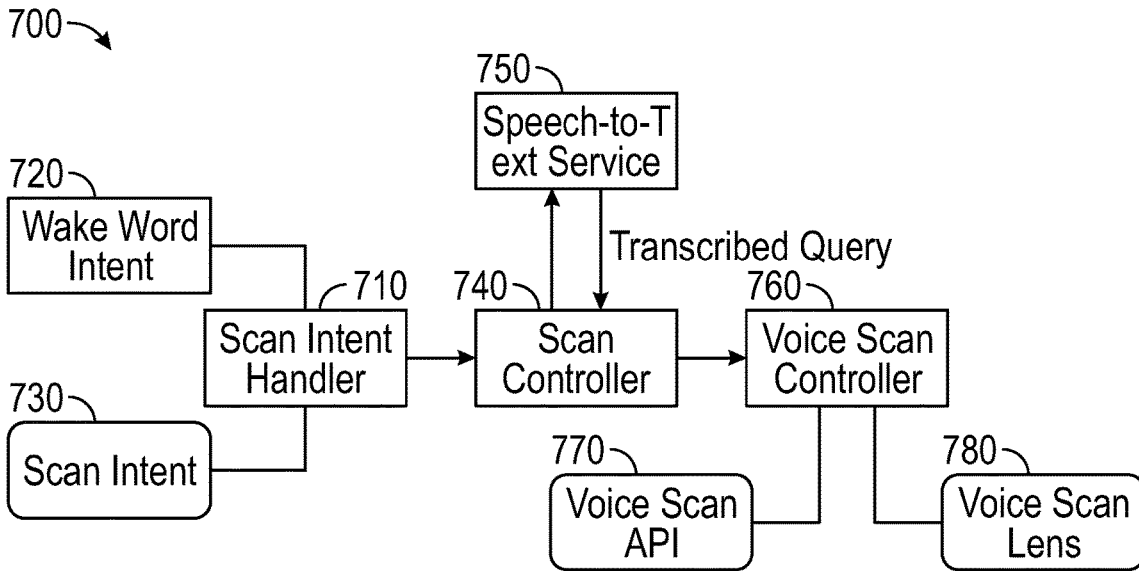 700
750
Speech-to-T
ext Service
720
Wake Word
Intent
Transcribed Query
710
Scan Intent
Handler
740
Scan
Controller
760
Voice Scan
Controller
730
Scan Intent
770
Voice Scan
API
780
Voice Scan
Lens